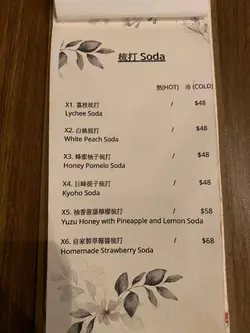 梳打 Soda
熱(HOT) 冷 (COLD)
X1. 荔枝梳打 / $48
Lychee Soda
X2. 白桃梳打 / $48
White Peach Soda
X3. 蜂蜜柚子梳打 / $48
Honey Pomelo Soda
X4. 巨峰提子梳打 / $48
Kyoho Soda
X5. 柚香菠蘿檸檬梳打 / $58
Yuzu Honey with Pineapple and Lemon Soda
X6. 自家製草莓醬梳打 / $68
Homemade Strawberry Soda